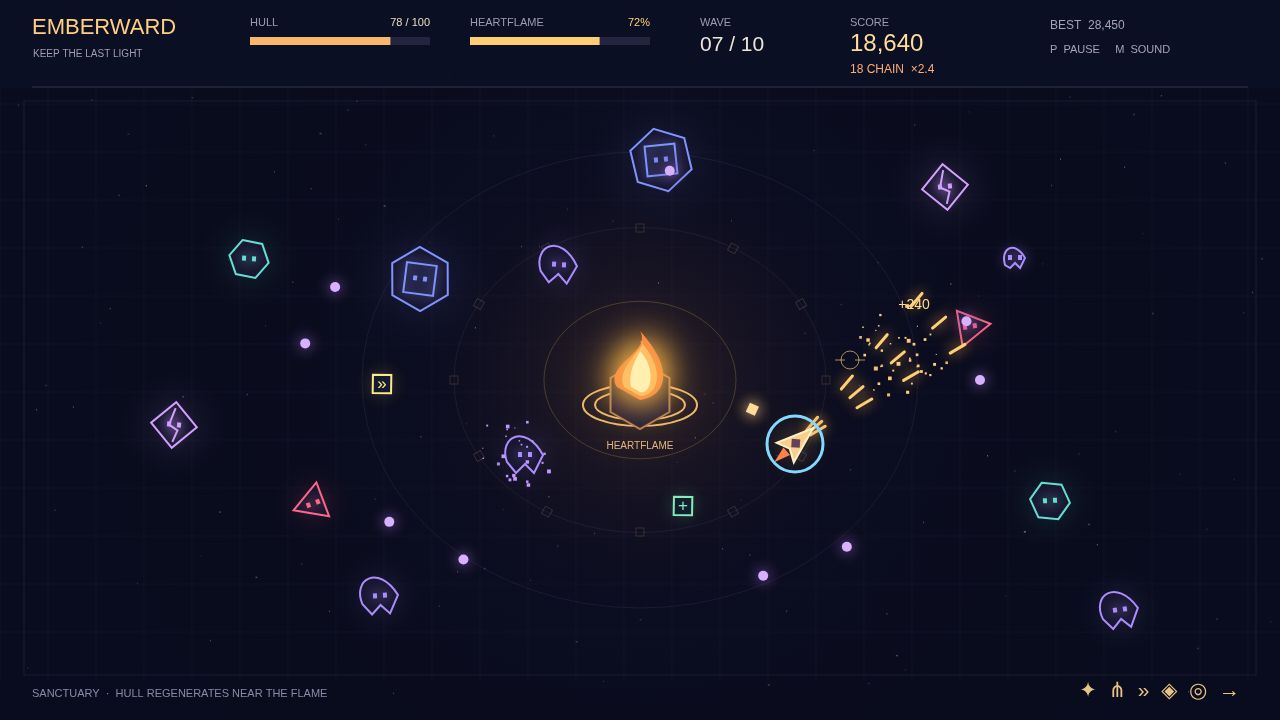 EMBERWARD
KEEP THE LAST LIGHT
HULL 78 / 100
HEARTFLAME 72%
WAVE
07 / 10
SCORE
18,640
18 CHAIN ×2.4
BEST 28,450
P PAUSE M SOUND
+240
»
HEARTFLAME
+
SANCTUARY · HULL REGENERATES NEAR THE FLAME
✦ ⋔ » ◈ ◎ →